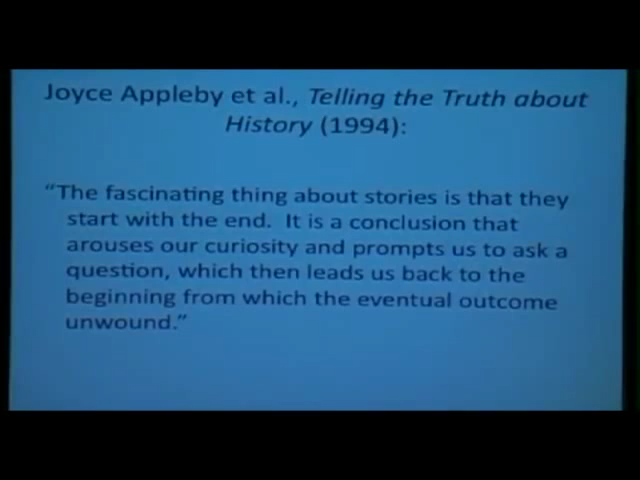 Joyce Appleby et al., Telling the Truth about
History (1994):
“The fascinating thing about stories is that they
start with the end.  It is a conclusion that
arouses our curiosity and prompts us to ask a
question, which then leads us back to the
beginning from which the eventual outcome
unwound.”